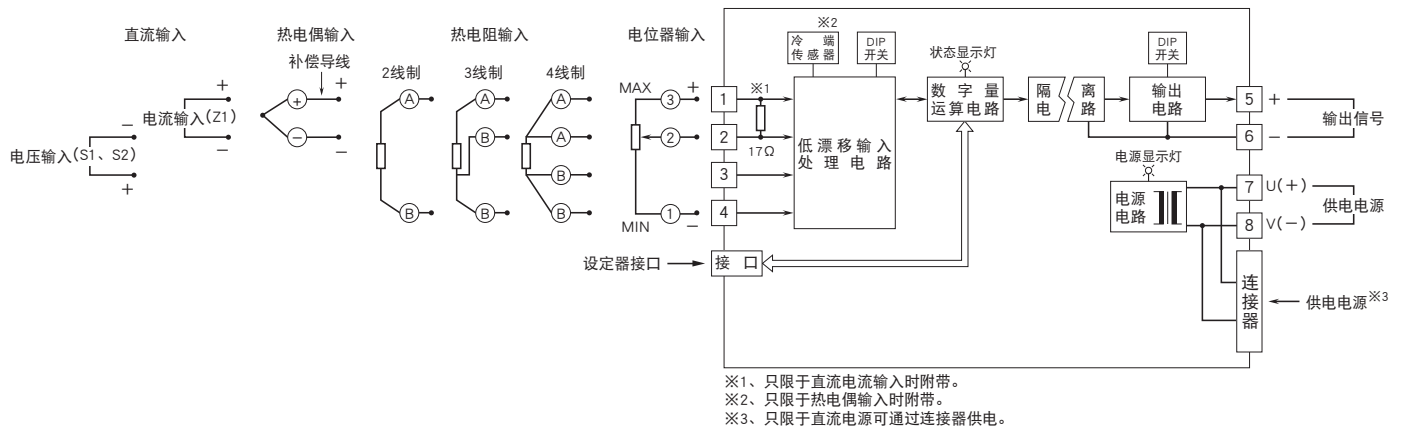 直流输入
热电偶输入
热电阻输入
电位器输入
补偿导线
2线制
3线制
4线制
+
-
电流输入(Z1)
+
-
电压输入(S1、S2)
-
+
+
-
+
-
A
B
A
B
B
A
A
B
B
MAX
MIN
3
2
1
+
-
1
2
3
4
※1
17Ω
※2
冷 端
传感器
DIP
开关
低漂移输入
处理电路
状态显示灯
数字量
运算电路
隔 离
电 路
DIP
开关
输出
电路
5
+
6
-
输出信号
电源显示灯
电源
电路
7
U(+)
8
V(-)
供电电源
设定器接口
接 口
连
接
器
供电电源※3
※1、只限于直流电流输入时附带。
※2、只限于热电偶输入时附带。
※3、只限于直流电源可通过连接器供电。